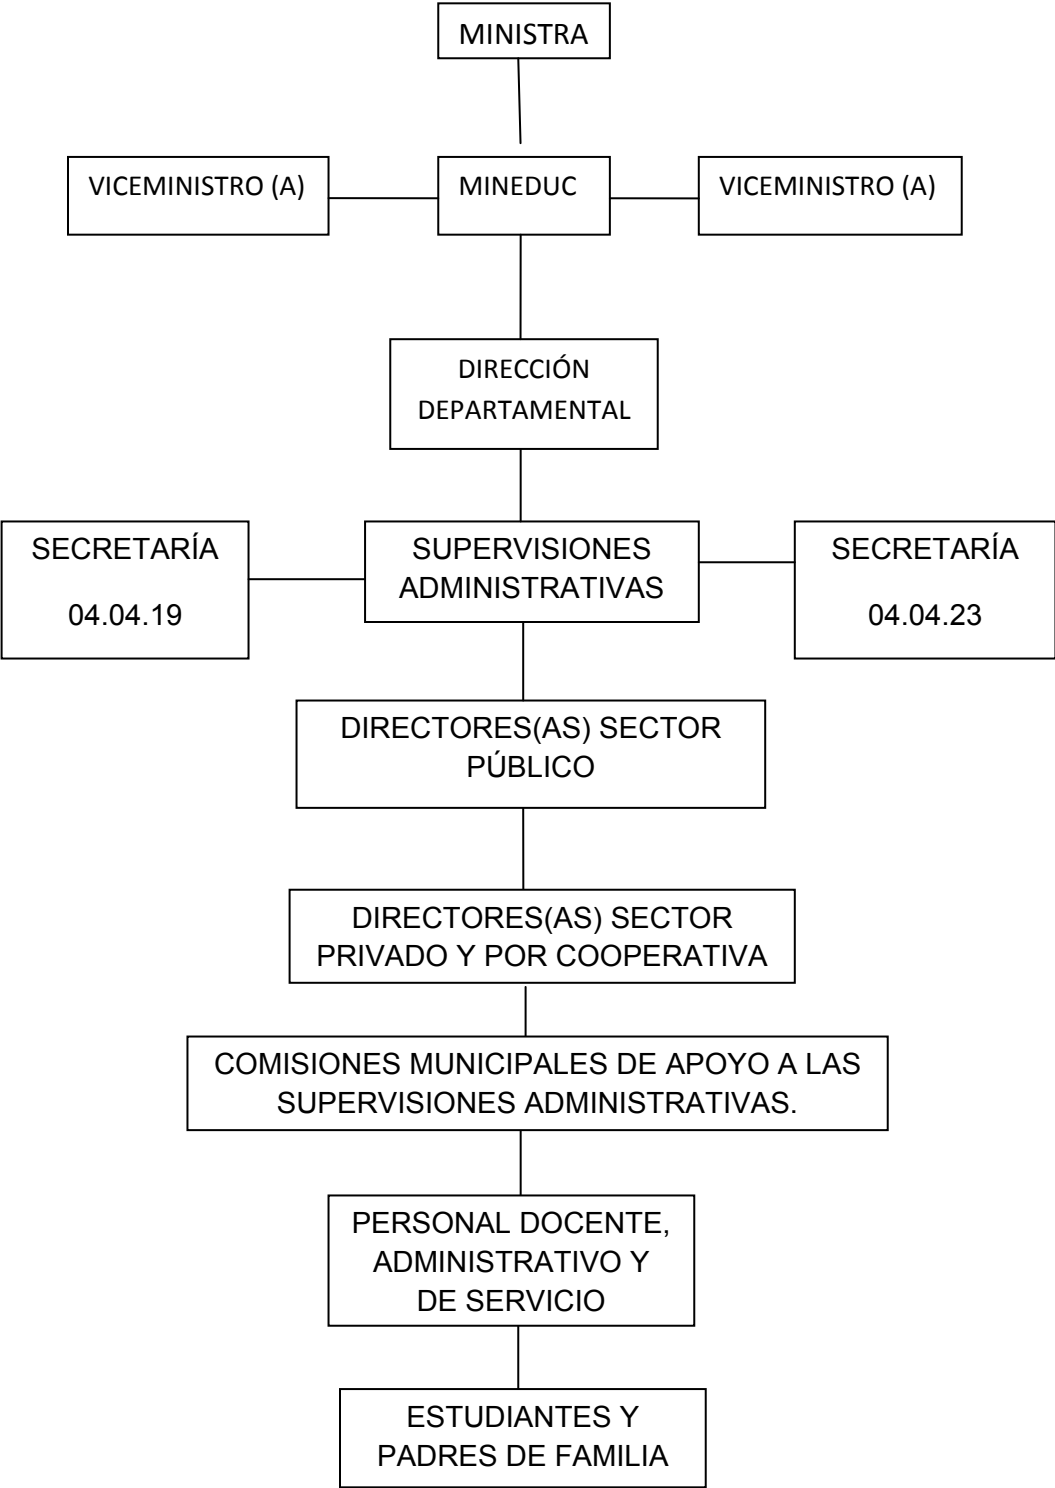 MINISTRA
VICEMINISTRO (A)
MINEDUC
VICEMINISTRO (A)
DIRECCIÓN
DEPARTAMENTAL
SECRETARÍA
04.04.19
SUPERVISIONES
ADMINISTRATIVAS
SECRETARÍA
04.04.23
DIRECTORES(AS) SECTOR
PÚBLICO
DIRECTORES(AS) SECTOR
PRIVADO Y POR COOPERATIVA
COMISIONES MUNICIPALES DE APOYO A LAS
SUPERVISIONES ADMINISTRATIVAS.
PERSONAL DOCENTE,
ADMINISTRATIVO Y
DE SERVICIO
ESTUDIANTES Y
PADRES DE FAMILIA